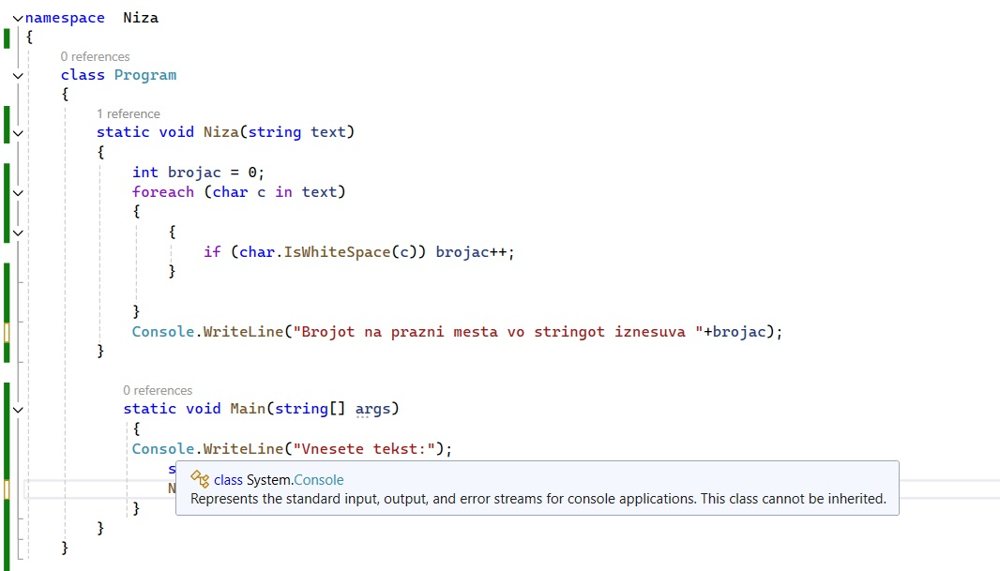 namespace  Niza
{
0 references
class Program
{
1 reference
static void Niza(string text)
{
int brojac = 0;
foreach (char c in text)
{
{
if (char.IsWhiteSpace(c)) brojac++;
}
}
Console.WriteLine("Brojot na prazni mesta vo stringot iznesuva "+brojac);
}
0 references
static void Main(string[] args)
{
Console.WriteLine("Vnesete tekst:");
s
N
class System.Console
Represents the standard input, output, and error streams for console applications. This class cannot be inherited.
}
}
}